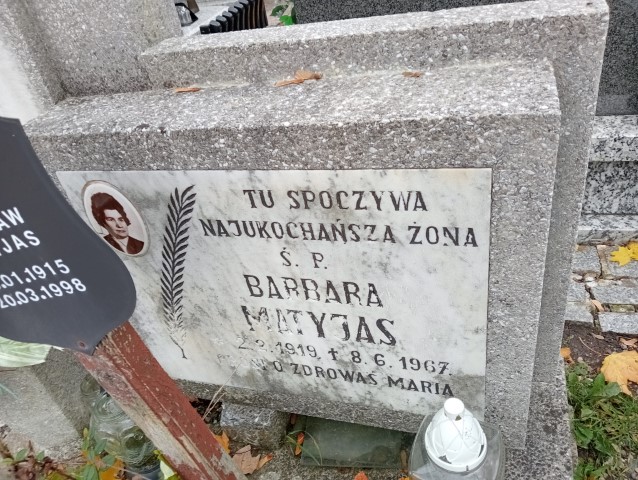 TU SPOCZYWA
NAJUKOCHAŃSZA ŻONA
Ś. P.
BARBARA
MATYJAS
1919. + 8. 6. 1967.
O ZDROWAŚ MARIA
AW
JAS
.01.1915
20.03.1998